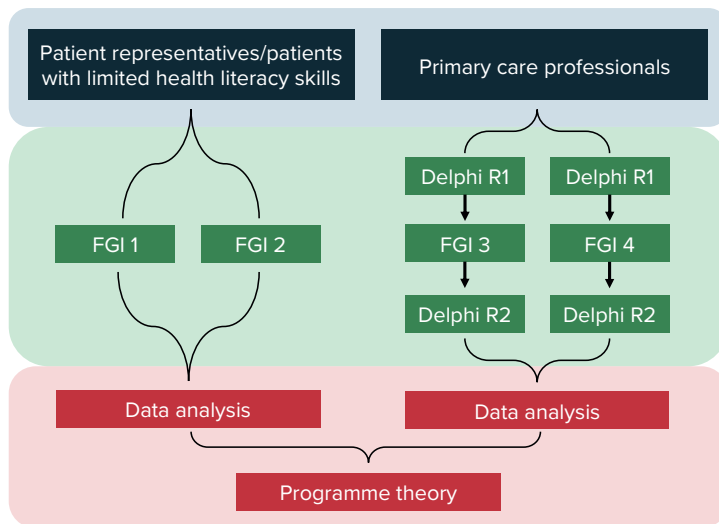 Patient representatives/patients
with limited health literacy skills
Primary care professionals
Delphi R1
Delphi R1
FGI 1
FGI 2
FGI 3
FGI 4
Delphi R2
Delphi R2
Data analysis
Data analysis
Programme theory